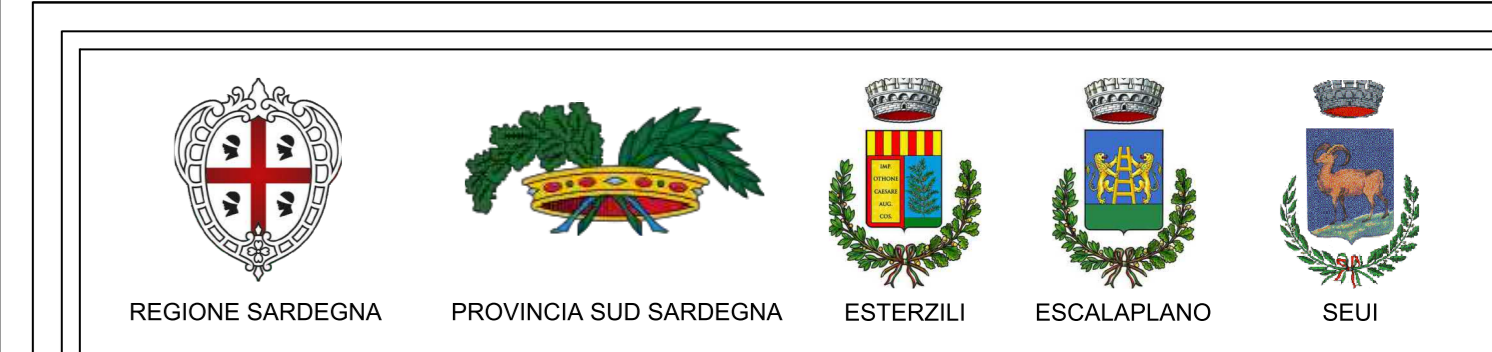 IMP.
OTHONE
CAESARE
AUG.
COS.
REGIONE SARDEGNA
PROVINCIA SUD SARDEGNA
ESTERZILI
ESCALAPLANO
SEUI